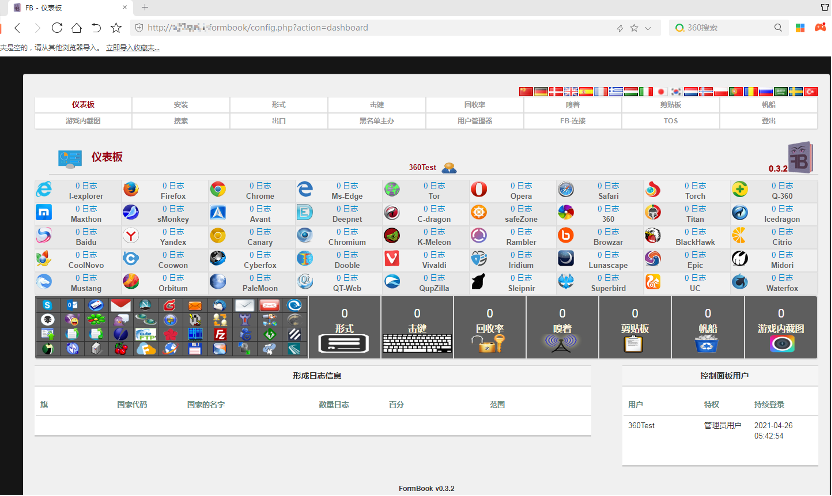 FB - 仪表板
http://
formbook/config.php?action=dashboard
360搜索
夹是空的，请从其他浏览器导入。 立即导入收藏夹...
仪表板 安装 形式 击键 回收率 嗅着 剪贴板 帆船
游戏内截图 搜索 出口 黑名单主办 用户管理器 FB 连接 TOS 登出
仪表板
360Test
0.3.2
0 日志 0 日志 0 日志 0 日志 0 日志 0 日志 0 日志 0 日志 0 日志
I-explorer Firefox Chrome Ms-Edge Tor Opera Safari Torch Q-360
0 日志 0 日志 0 日志 0 日志 0 日志 0 日志 0 日志 0 日志 0 日志
Maxthon sMonkey Avant Deepnet C-dragon safeZone 360 Titan Icedragon
0 日志 0 日志 0 日志 0 日志 0 日志 0 日志 0 日志 0 日志 0 日志
Baidu Yandex Canary Chromium K-Meleon Rambler Browzar BlackHawk Citrio
0 日志 0 日志 0 日志 0 日志 0 日志 0 日志 0 日志 0 日志 0 日志
CoolNovo Coowon Cyberfox Dooble Vivaldi Iridium Lunascape Epic Midori
0 日志 0 日志 0 日志 0 日志 0 日志 0 日志 0 日志 0 日志 0 日志
Mustang Orbitum PaleMoon QT-Web QupZilla Sleipnir Superbird UC Waterfox
0 0 0 0 0 0 0
形式 击键 回收率 嗅着 剪贴板 帆船 游戏内截图
形成日志信息 控制面板用户
旗 国家代码 国家的名字 数量日志 百分 范围
用户 特权 持续登录
360Test 管理员用户 2021-04-26
05:42:54
FormBook v0.3.2